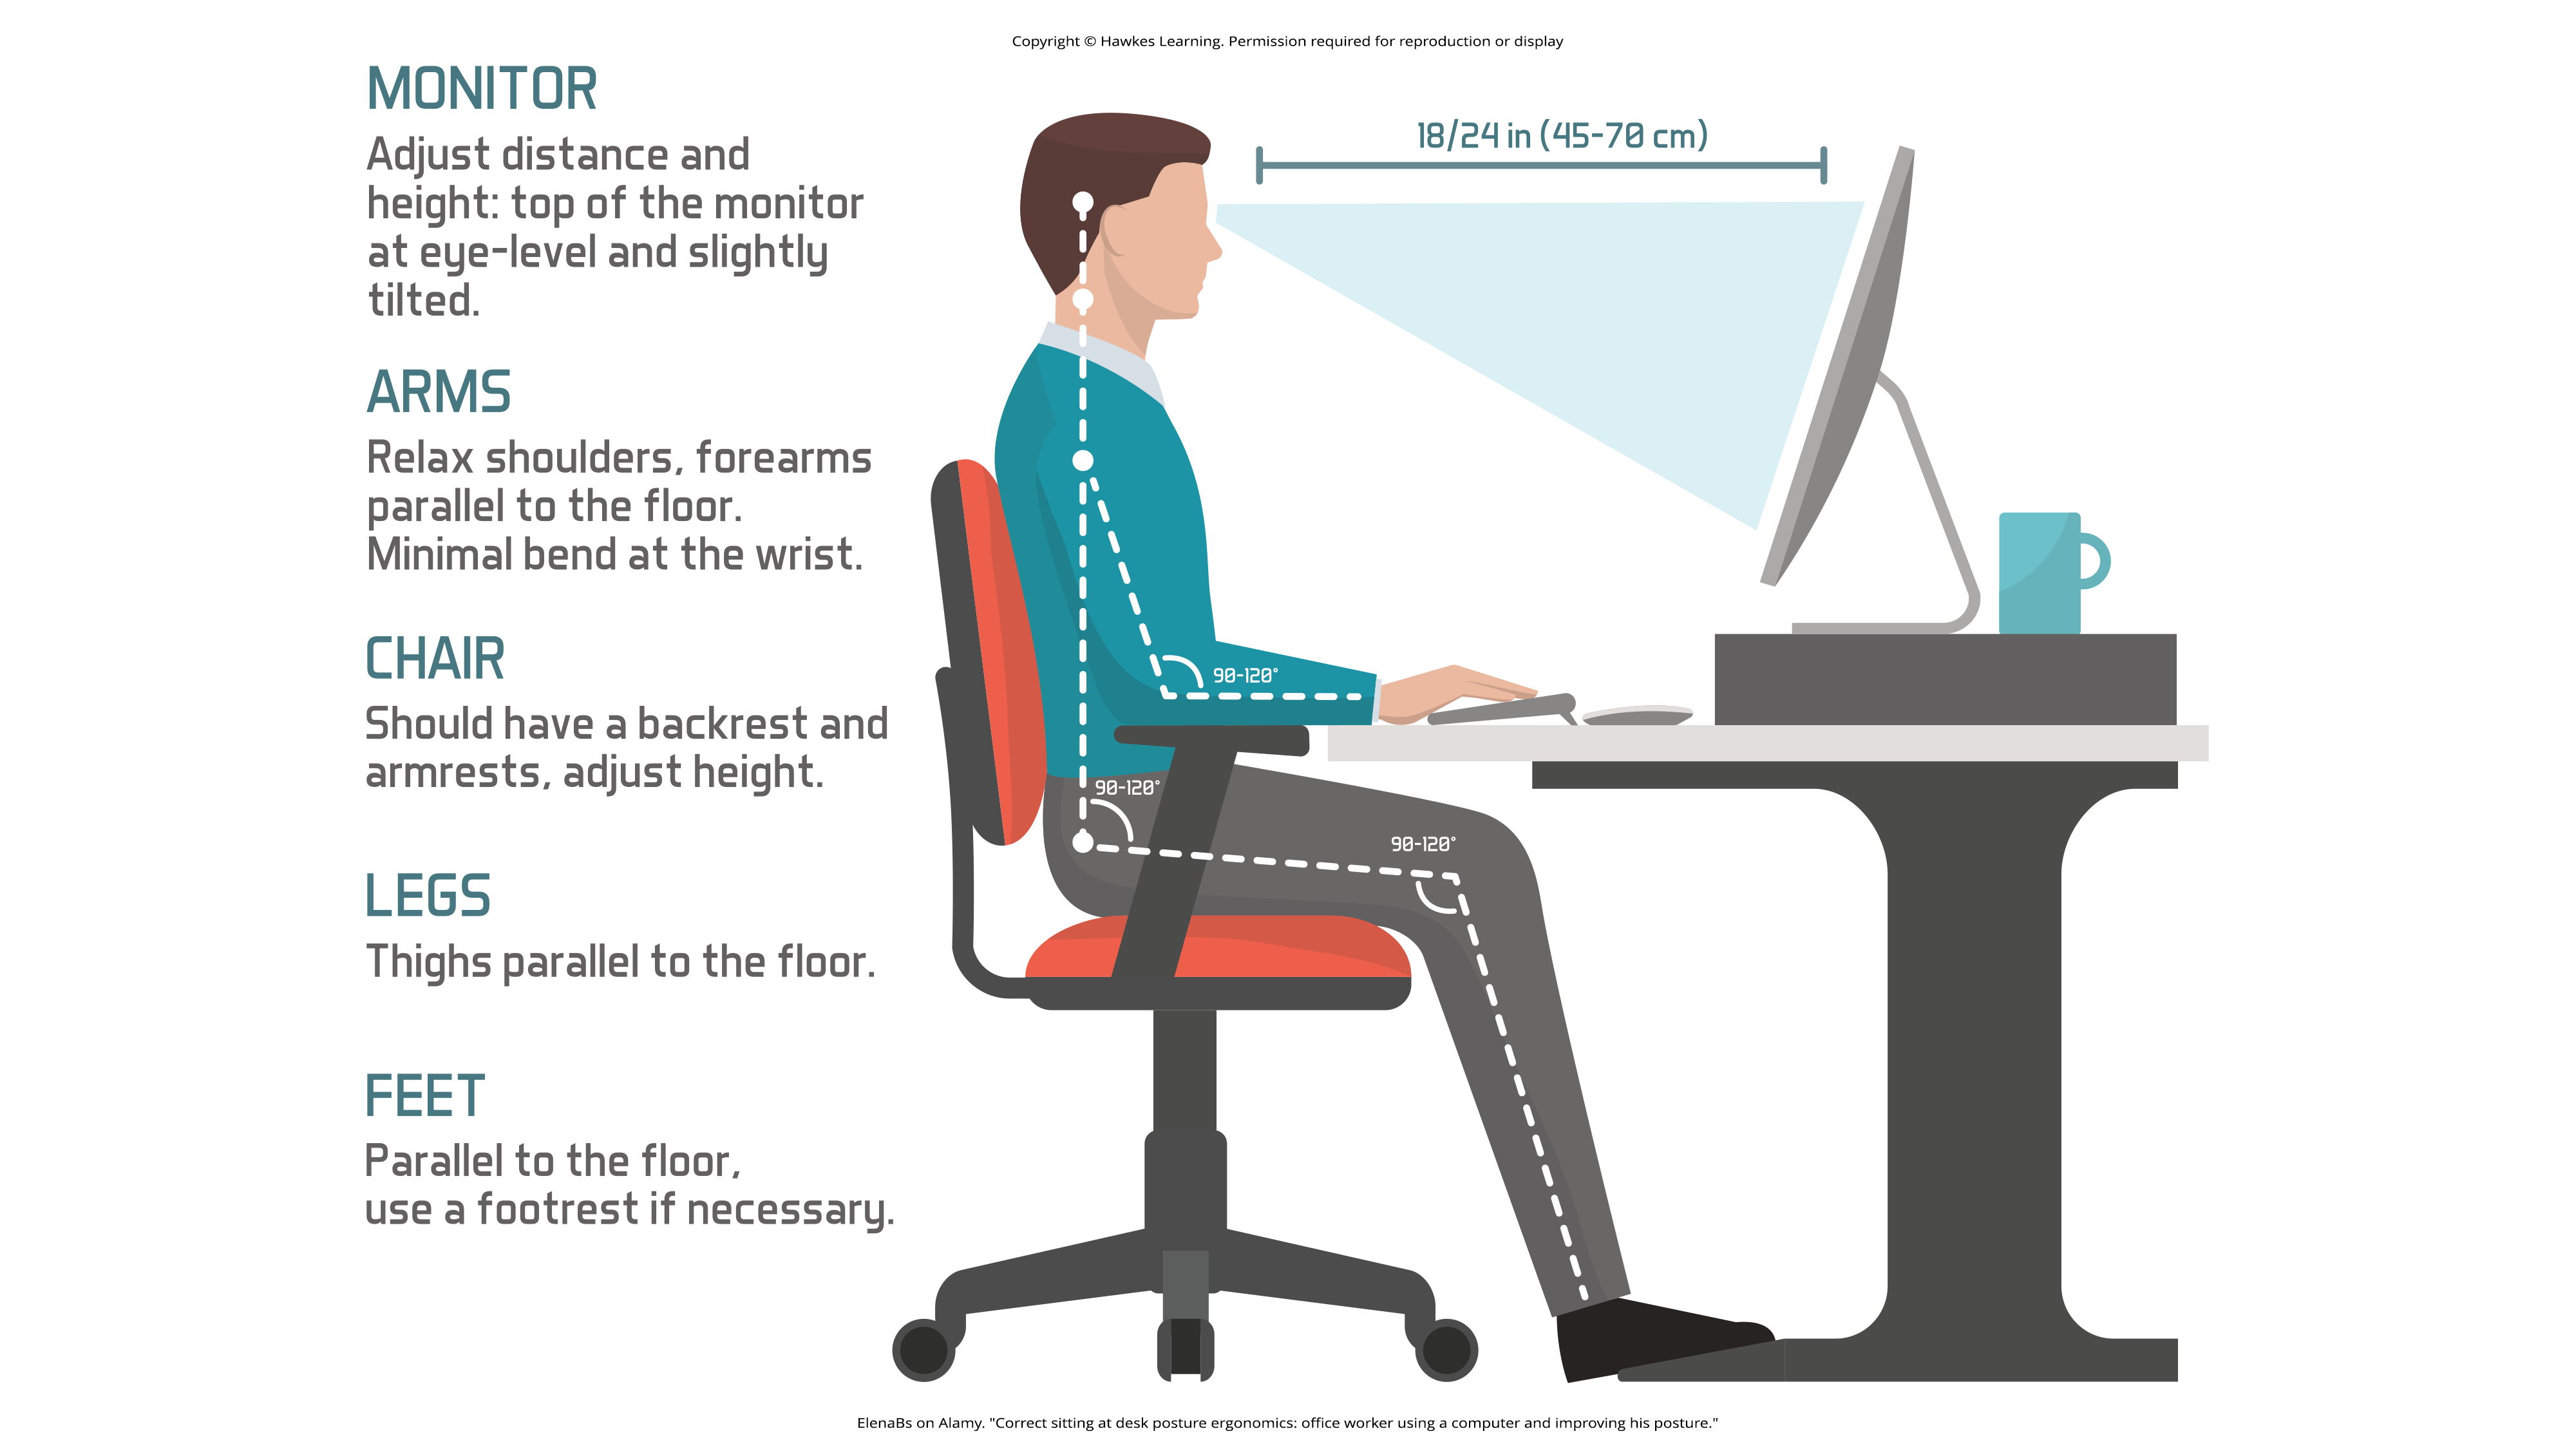 Copyright © Hawkes Learning. Permission required for reproduction or display
MONITOR
Adjust distance and
height: top of the monitor
at eye-level and slightly
tilted.
ARMS
Relax shoulders, forearms
parallel to the floor.
Minimal bend at the wrist.
CHAIR
Should have a backrest and
armrests, adjust height.
LEGS
Thighs parallel to the floor.
FEET
Parallel to the floor,
use a footrest if necessary.
18/24 in (45-70 cm)
90-120°
90-120°
90-120°
ElenaBs on Alamy. "Correct sitting at desk posture ergonomics: office worker using a computer and improving his posture."